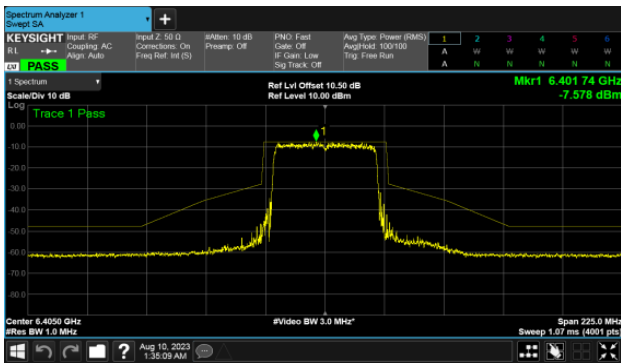 Spectrum Analyzer 1
Swept SA
+
KEYSIGHT Input: RF Input Z: 50 Ω #Atten: 10 dB PNO: Fast Avg Type: Power (RMS) 1 2 3 4 5 6
RL Coupling: AC Corrections: On Preamp: Off Gate: Off Avg|Hold: 100/100 A W W W W W
Align: Auto Freq Ref: Int (S) IF Gain: Low Trig: Free Run
LXI PASS Sig Track: Off A N N N N N
1 Spectrum Ref Lvl Offset 10.50 dB Mkr1 6.401 74 GHz
Scale/Div 10 dB Ref Level 10.00 dBm -7.578 dBm
Log
Trace 1 Pass
0.00
1
-10.0
-20.0
-30.0
-40.0
-50.0
-60.0
-70.0
-80.0
Center 6.4050 GHz #Video BW 3.0 MHz* Span 225.0 MHz
#Res BW 1.0 MHz Sweep 1.07 ms (4001 pts)
? Aug 10, 2023
1:35:09 AM